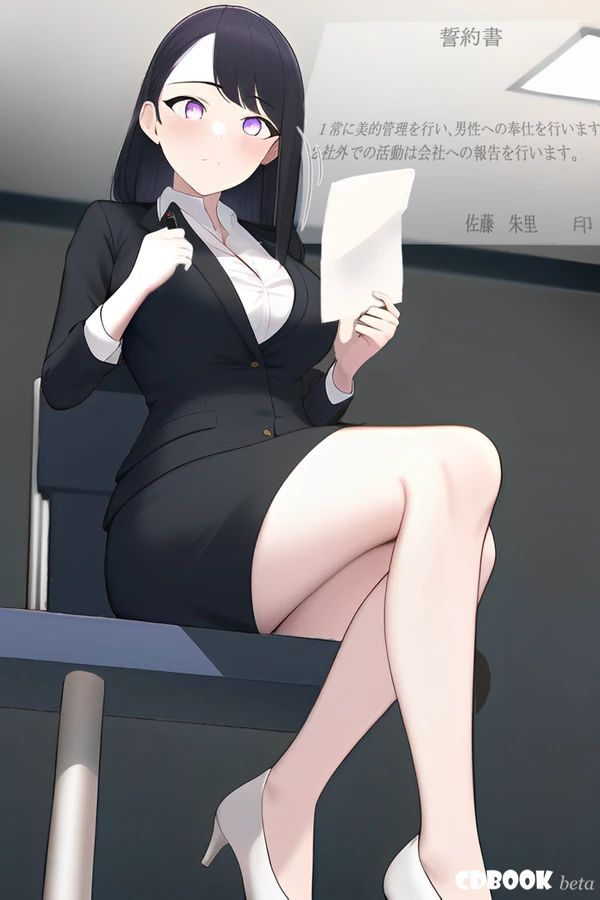 誓約書
1 常に美的管理を行い、男性への奉仕を行います
2 社外での活動は会社への報告を行います。
佐藤 朱里 印
CDBOOK beta